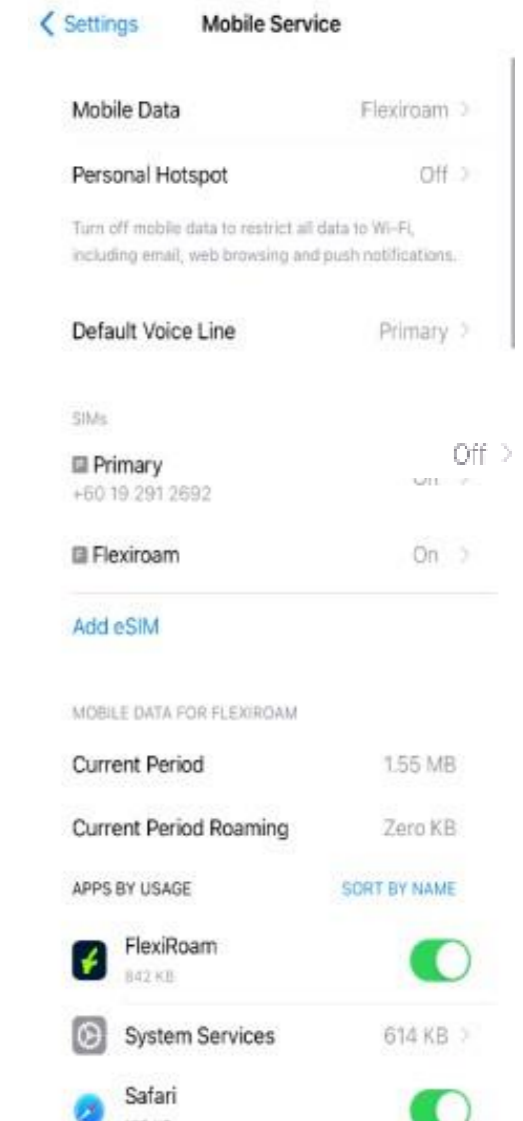 Settings
Mobile Service
Mobile Data
Flexiroam
Personal Hotspot
Off
Turn off mobile data to restrict all data to Wi-Fi,
including email, web browsing and push notifications.
Default Voice Line
Primary
SIMs
P Primary
Off
+60 19 291 2692
F Flexiroam
On
Add eSIM
MOBILE DATA FOR FLEXIROAM
Current Period
1.55 MB
Current Period Roaming
Zero KB
APPS BY USAGE
SORT BY NAME
FlexiRoam
842 KB
System Services
614 KB
Safari